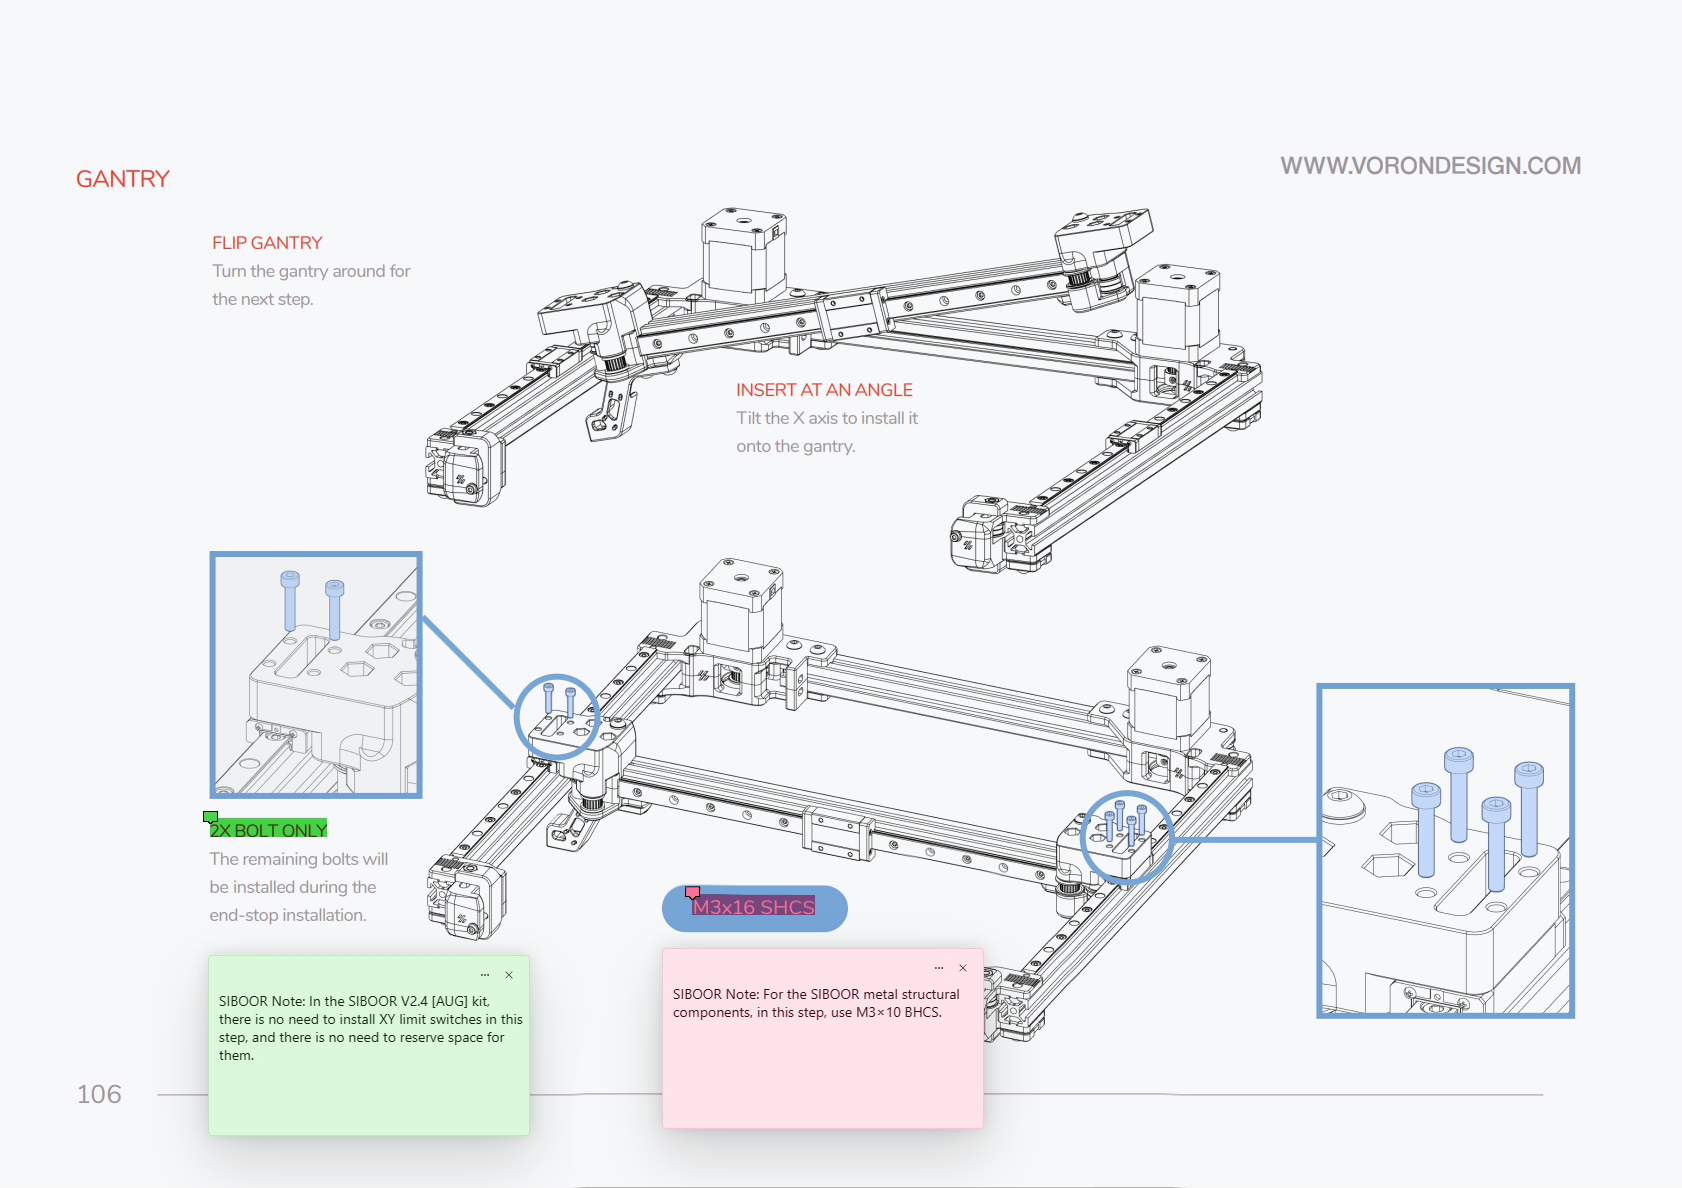 GANTRY
WWW.VORONDESIGN.COM
FLIP GANTRY
Turn the gantry around for
the next step.
INSERT AT AN ANGLE
Tilt the X axis to install it
onto the gantry.
2X BOLT ONLY
The remaining bolts will
be installed during the
end-stop installation.
M3x16 SHCS
SIBOOR Note: In the SIBOOR V2.4 [AUG] kit,
there is no need to install XY limit switches in this
step, and there is no need to reserve space for
them.
SIBOOR Note: For the SIBOOR metal structural
components, in this step, use M3×10 BHCS.
106